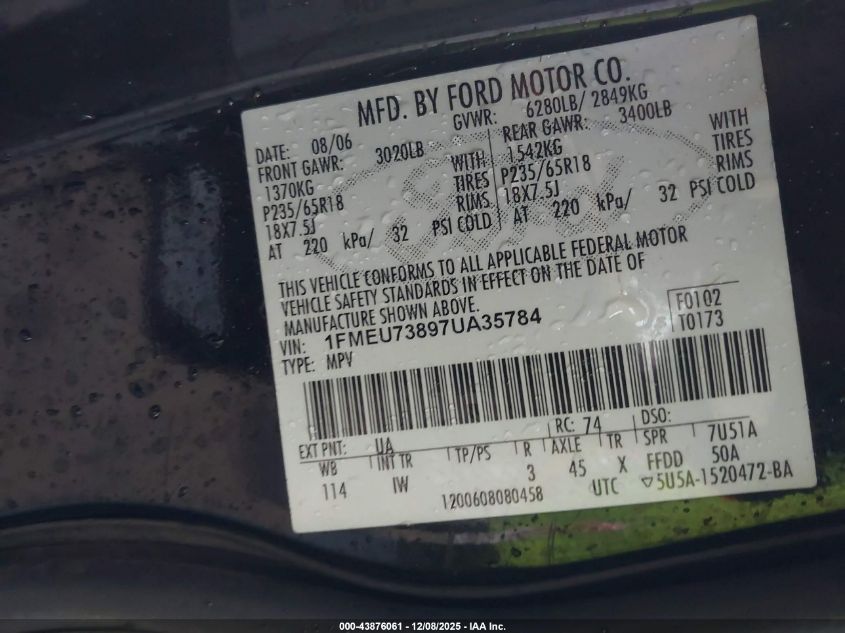 MFD. BY FORD MOTOR CO.
DATE: 08/06 GVWR: 6280LB/ 2849KG
FRONT GAWR: 3020LB REAR GAWR: 3400LB
1370KG WITH 1542KG WITH
P235/65R18 TIRES P235/65R18 TIRES
18X7.5J RIMS 18X7.5J RIMS
AT 220 kPa/ 32 PSI COLD AT 220 kPa/ 32 PSI COLD
THIS VEHICLE CONFORMS TO ALL APPLICABLE FEDERAL MOTOR
VEHICLE SAFETY STANDARDS IN EFFECT ON THE DATE OF
MANUFACTURE SHOWN ABOVE.
VIN: 1FMEU73897UA35784 F0102
TYPE: MPV T0173
EXT PNT: UA RC: 74 DSO:
WB INT TR TP/PS R AXLE TR SPR 7U51A
114 IW 3 45 X FFDD 50A
1200608080458 UTC ▽5U5A-1520472-BA
000-43876061 - 12/08/2025 - IAA Inc.